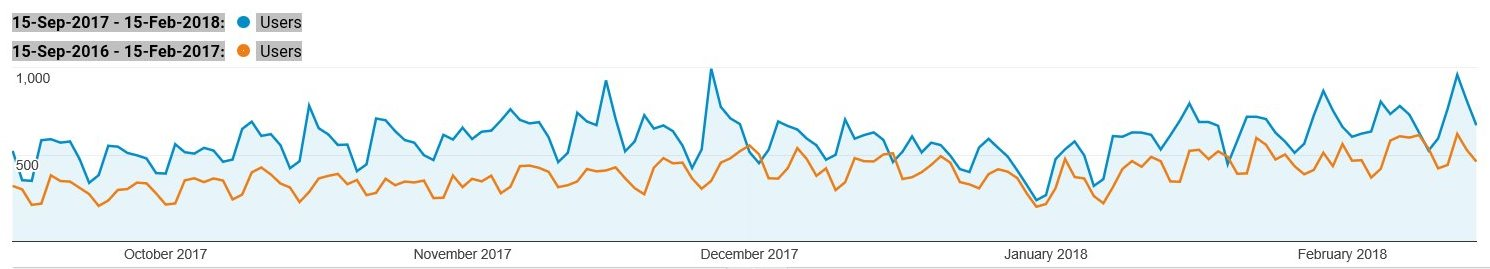 15-Sep-2017 - 15-Feb-2018: Users
15-Sep-2016 - 15-Feb-2017: Users
1,000
500
October 2017 November 2017 December 2017 January 2018 February 2018